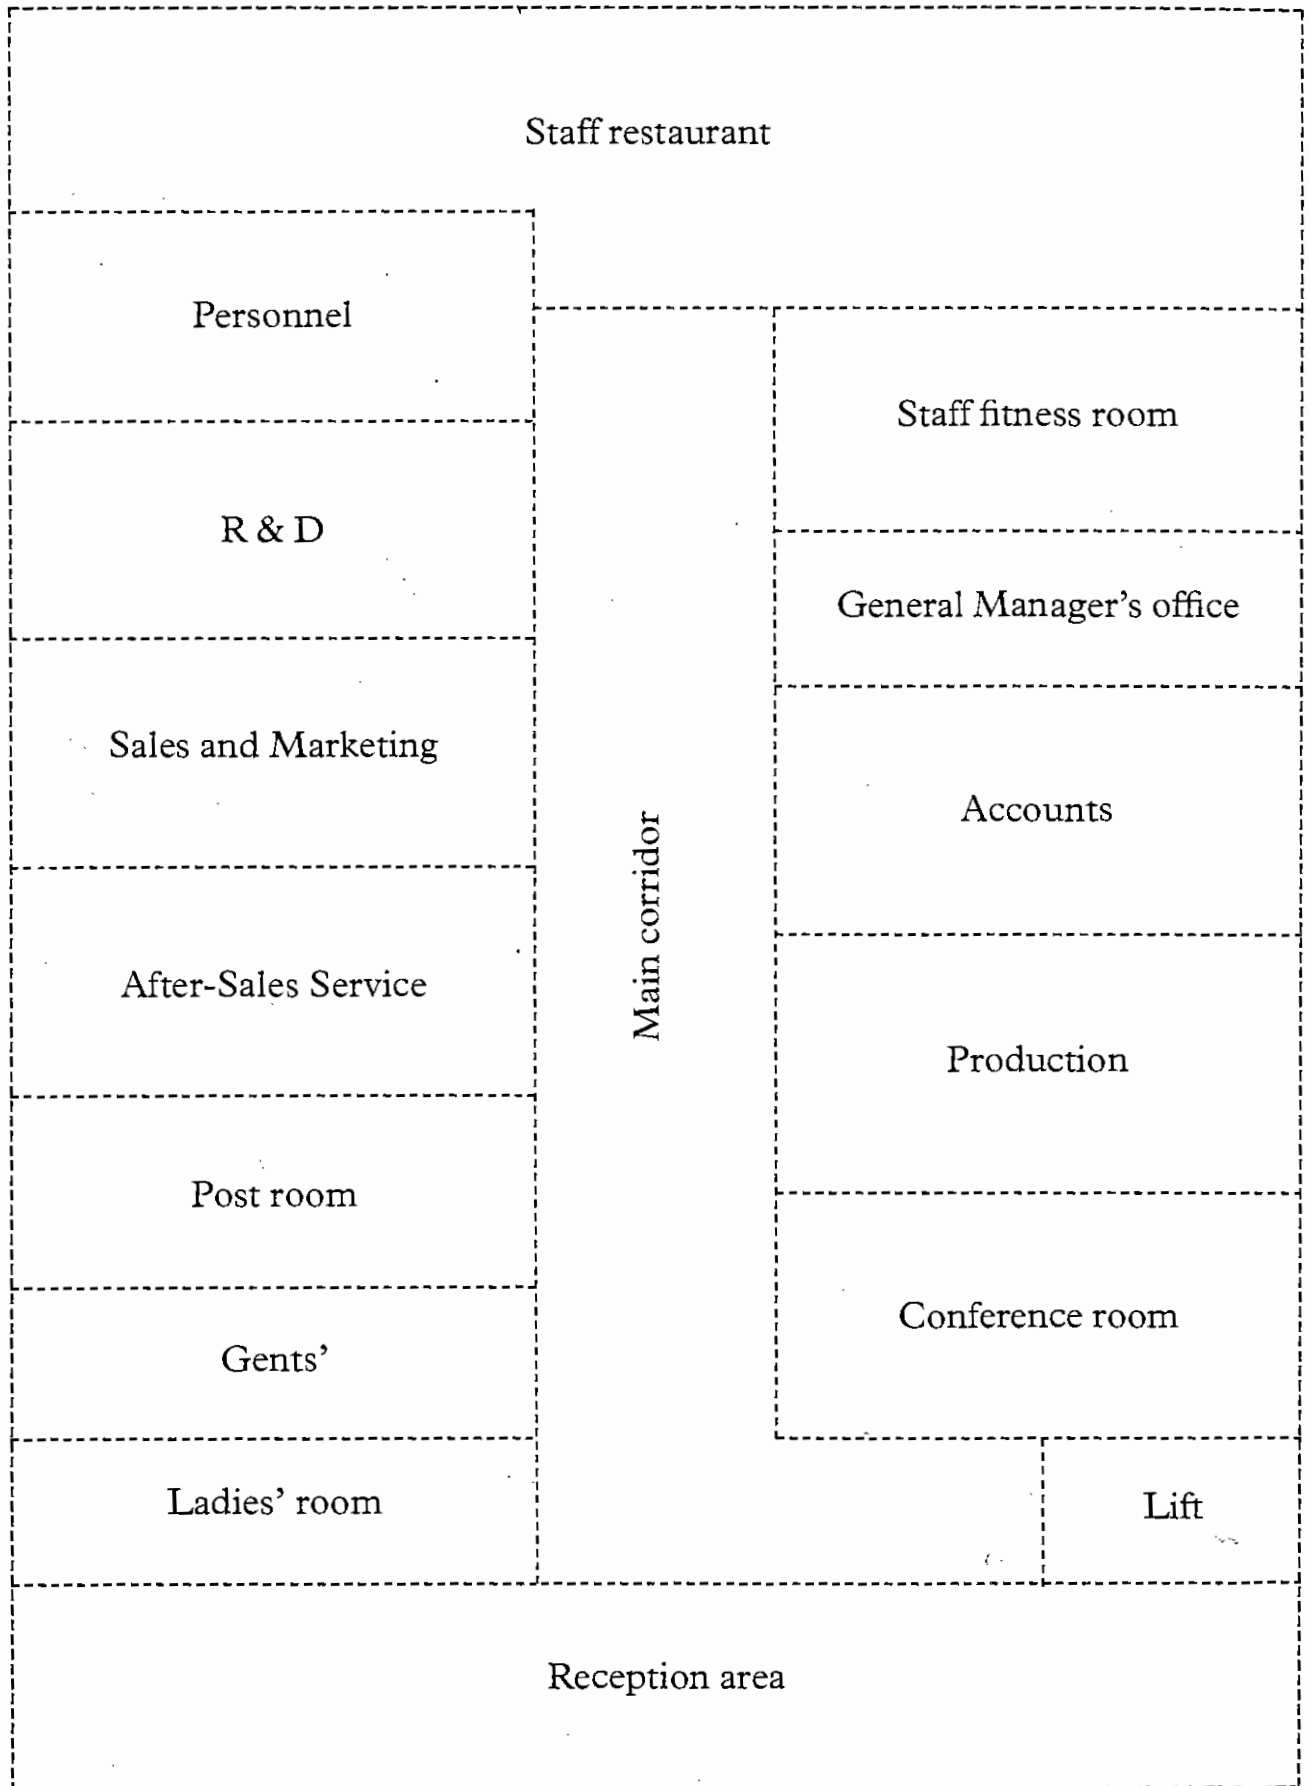 Staff restaurant
Personnel
Staff fitness room
R & D
General Manager's office
Sales and Marketing
Accounts
Main corridor
After-Sales Service
Production
Post room
Conference room
Gents'
Ladies' room
Lift
Reception area